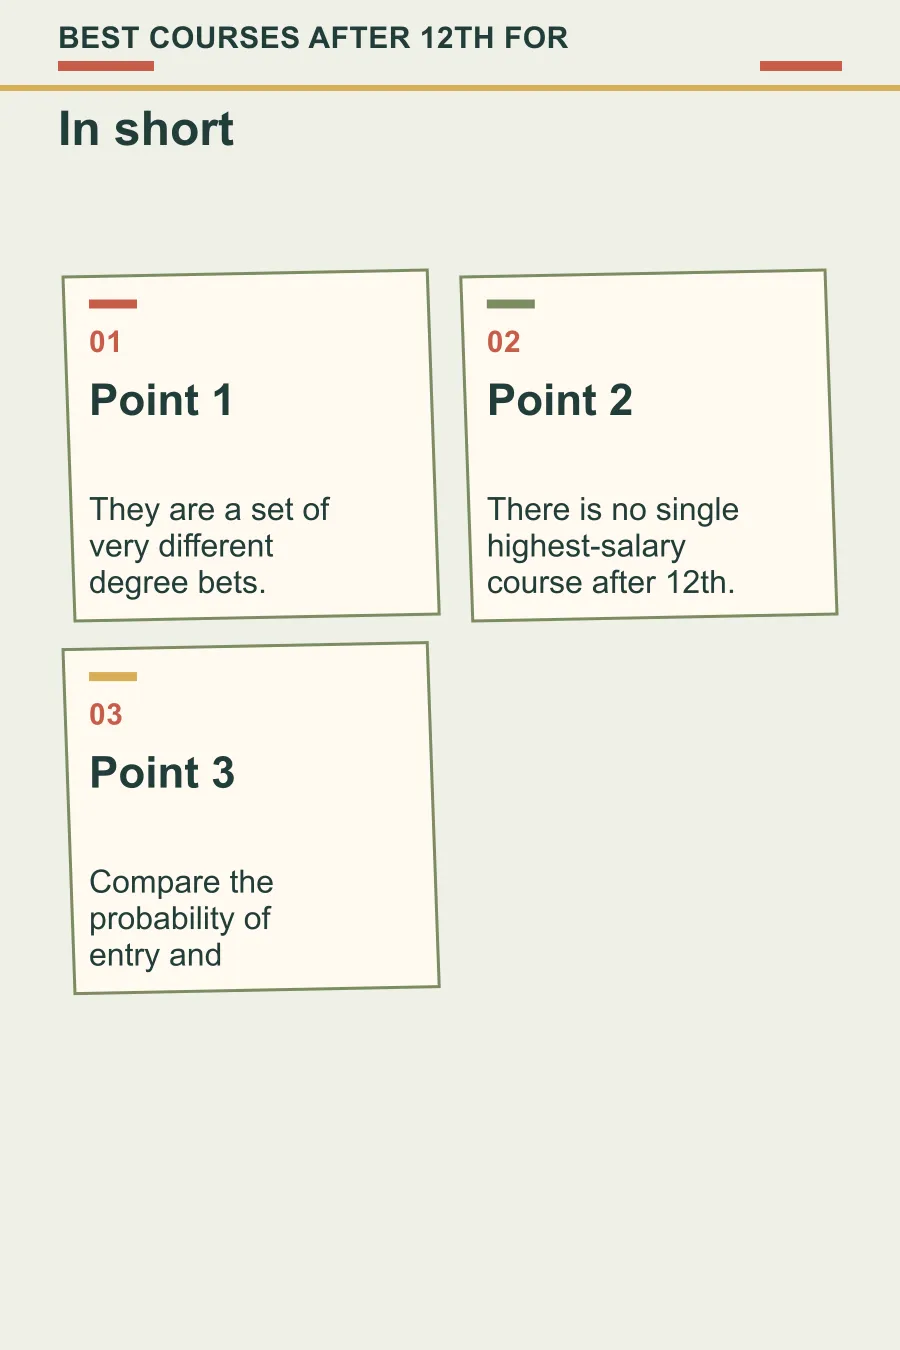 BEST COURSES AFTER 12TH FOR
In short
01
Point 1
They are a set of
very different
degree bets.
02
Point 2
There is no single
highest-salary
course after 12th.
03
Point 3
Compare the
probability of
entry and